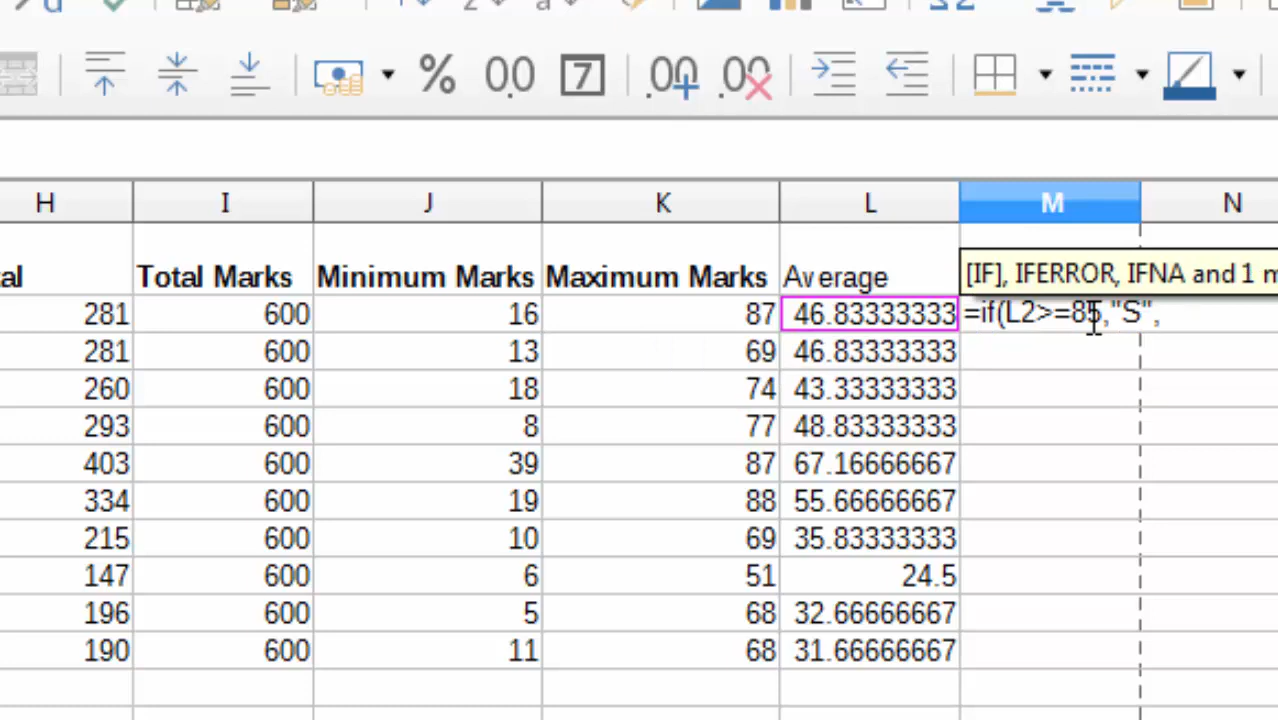 % 00 7 .00 .00
H I J K L M N
al Total Marks Minimum Marks Maximum Marks Average [IF], IFERROR, IFNA and 1 m
281 600 16 87 46.83333333 =if(L2>=85,"S",
281 600 13 69 46.83333333
260 600 18 74 43.33333333
293 600 8 77 48.83333333
403 600 39 87 67.16666667
334 600 19 88 55.66666667
215 600 10 69 35.83333333
147 600 6 51 24.5
196 600 5 68 32.66666667
190 600 11 68 31.66666667